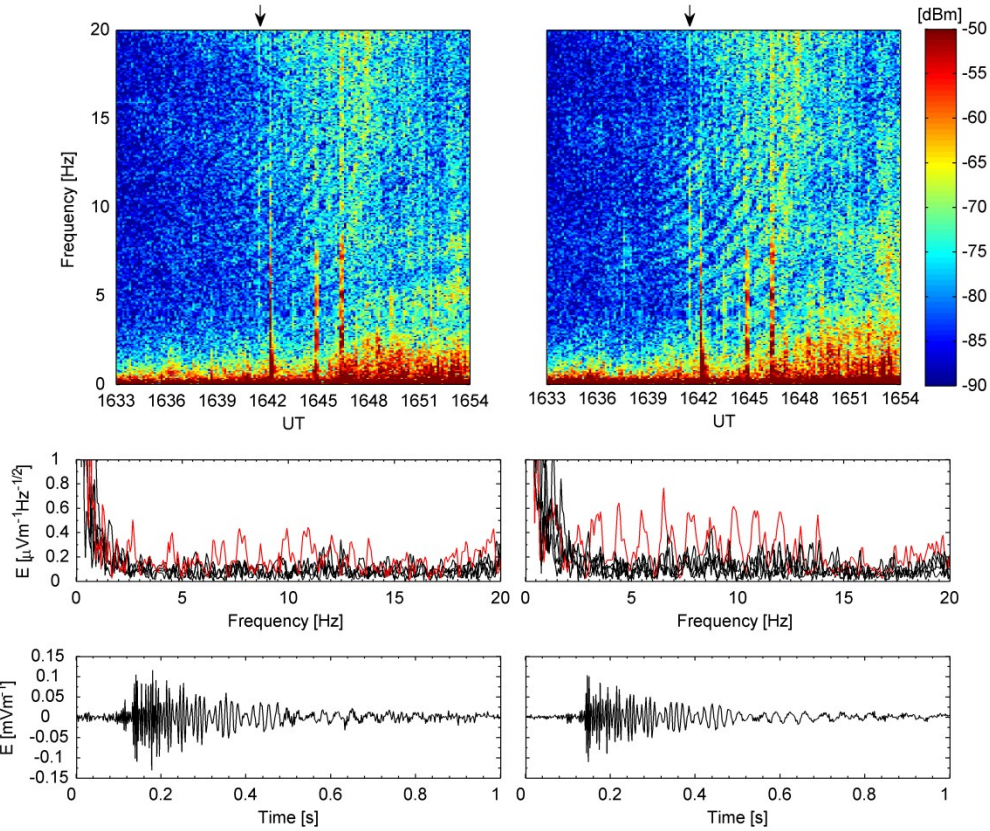 [dBm]
20
15
10
5
0
Frequency [Hz]
1633 1636 1639 1642 1645 1648 1651 1654
UT
1633 1636 1639 1642 1645 1648 1651 1654
UT
-50
-55
-60
-65
-70
-75
-80
-85
-90
E [μVm⁻¹Hz⁻¹/²]
1
0.8
0.6
0.4
0.2
0
0 5 10 15 20
Frequency [Hz]
0 5 10 15 20
Frequency [Hz]
E [mVm⁻¹]
0.15
0.10
0.05
0
-0.05
-0.1
-0.15
0 0.2 0.4 0.6 0.8 1
Time [s]
0 0.2 0.4 0.6 0.8 1
Time [s]